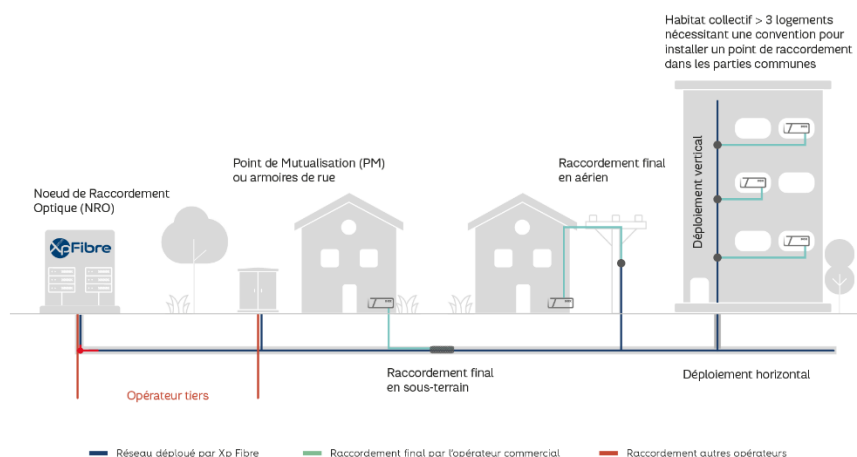 Habitat collectif > 3 logements
nécessitant une convention pour
installer un point de raccordement
dans les parties communes
Point de Mutualisation (PM)
ou armoires de rue
Raccordement final
en aérien
Noeud de Raccordement
Optique (NRO)
XpFibre
Déploiement vertical
Raccordement final
en sous-terrain
Déploiement horizontal
Opérateur tiers
Réseau déployé par Xp Fibre
Raccordement final par l'opérateur commercial
Raccordement autres opérateurs